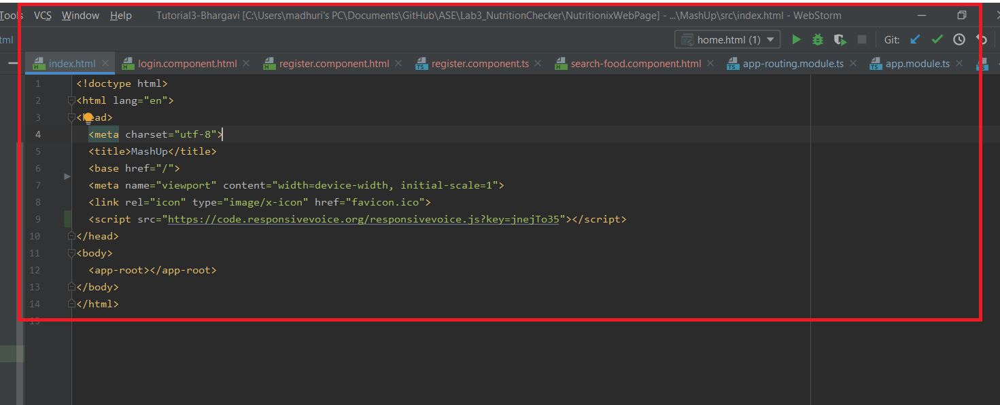 Tools VCS Window Help Tutorial3-Bhargavi [C:\Users\madhuri's PC\Documents\GitHub\ASE\Lab3_NutritionChecker\NutritionixWebPage] - ...\MashUp\src\index.html - WebStorm
tml home.html (1) Git:
index.html login.component.html register.component.html register.component.ts search-food.component.html app-routing.module.ts app.module.ts
1 <!doctype html>
2 <html lang="en">
3 <head>
4 <meta charset="utf-8">
5 <title>MashUp</title>
6 <base href="/">
7 <meta name="viewport" content="width=device-width, initial-scale=1">
8 <link rel="icon" type="image/x-icon" href="favicon.ico">
9 <script src="https://code.responsivevoice.org/responsivevoice.js?key=jnejTo35"></script>
10 </head>
11 <body>
12 <app-root></app-root>
13 </body>
14 </html>
15